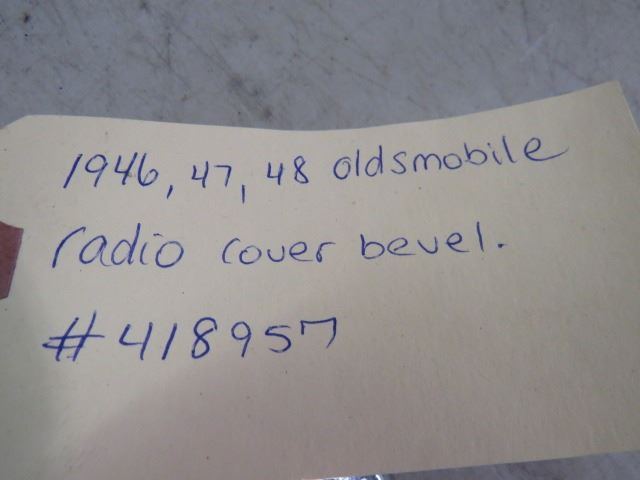 1946, 47, 48 oldsmobile
radio cover bevel.
#418957